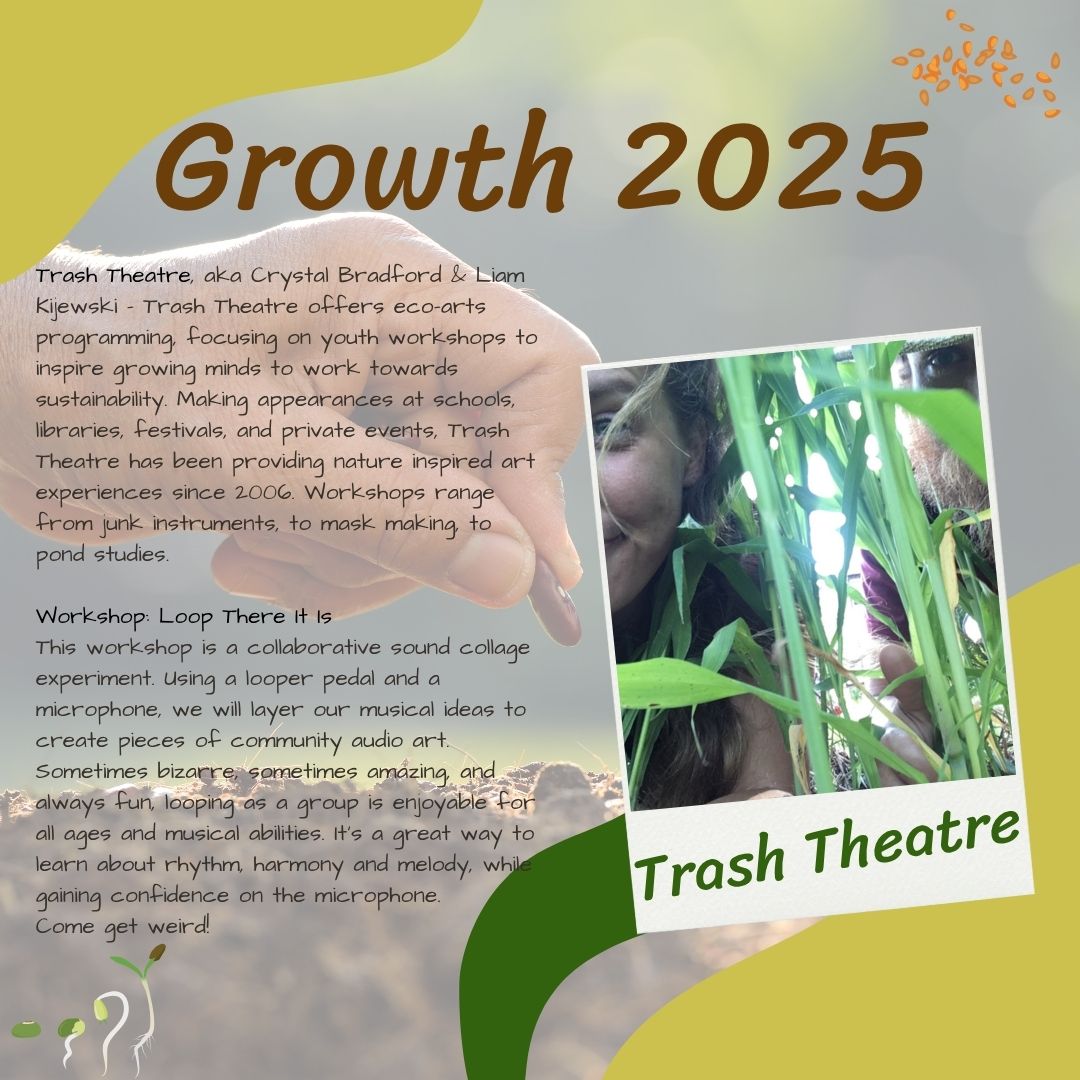 Growth 2025
Trash Theatre, aka Crystal Bradford & Liam
Kijewski - Trash Theatre offers eco-arts
programming, focusing on youth workshops to
inspire growing minds to work towards
sustainability. Making appearances at schools,
libraries, festivals, and private events, Trash
Theatre has been providing nature inspired art
experiences since 2006. Workshops range
from junk instruments, to mask making, to
pond studies.
Workshop: Loop There It Is
This workshop is a collaborative sound collage
experiment. Using a looper pedal and a
microphone, we will layer our musical ideas to
create pieces of community audio art.
Sometimes bizarre, sometimes amazing, and
always fun, looping as a group is enjoyable for
all ages and musical abilities. It's a great way to
learn about rhythm, harmony and melody, while
gaining confidence on the microphone.
Come get weird!
Trash Theatre